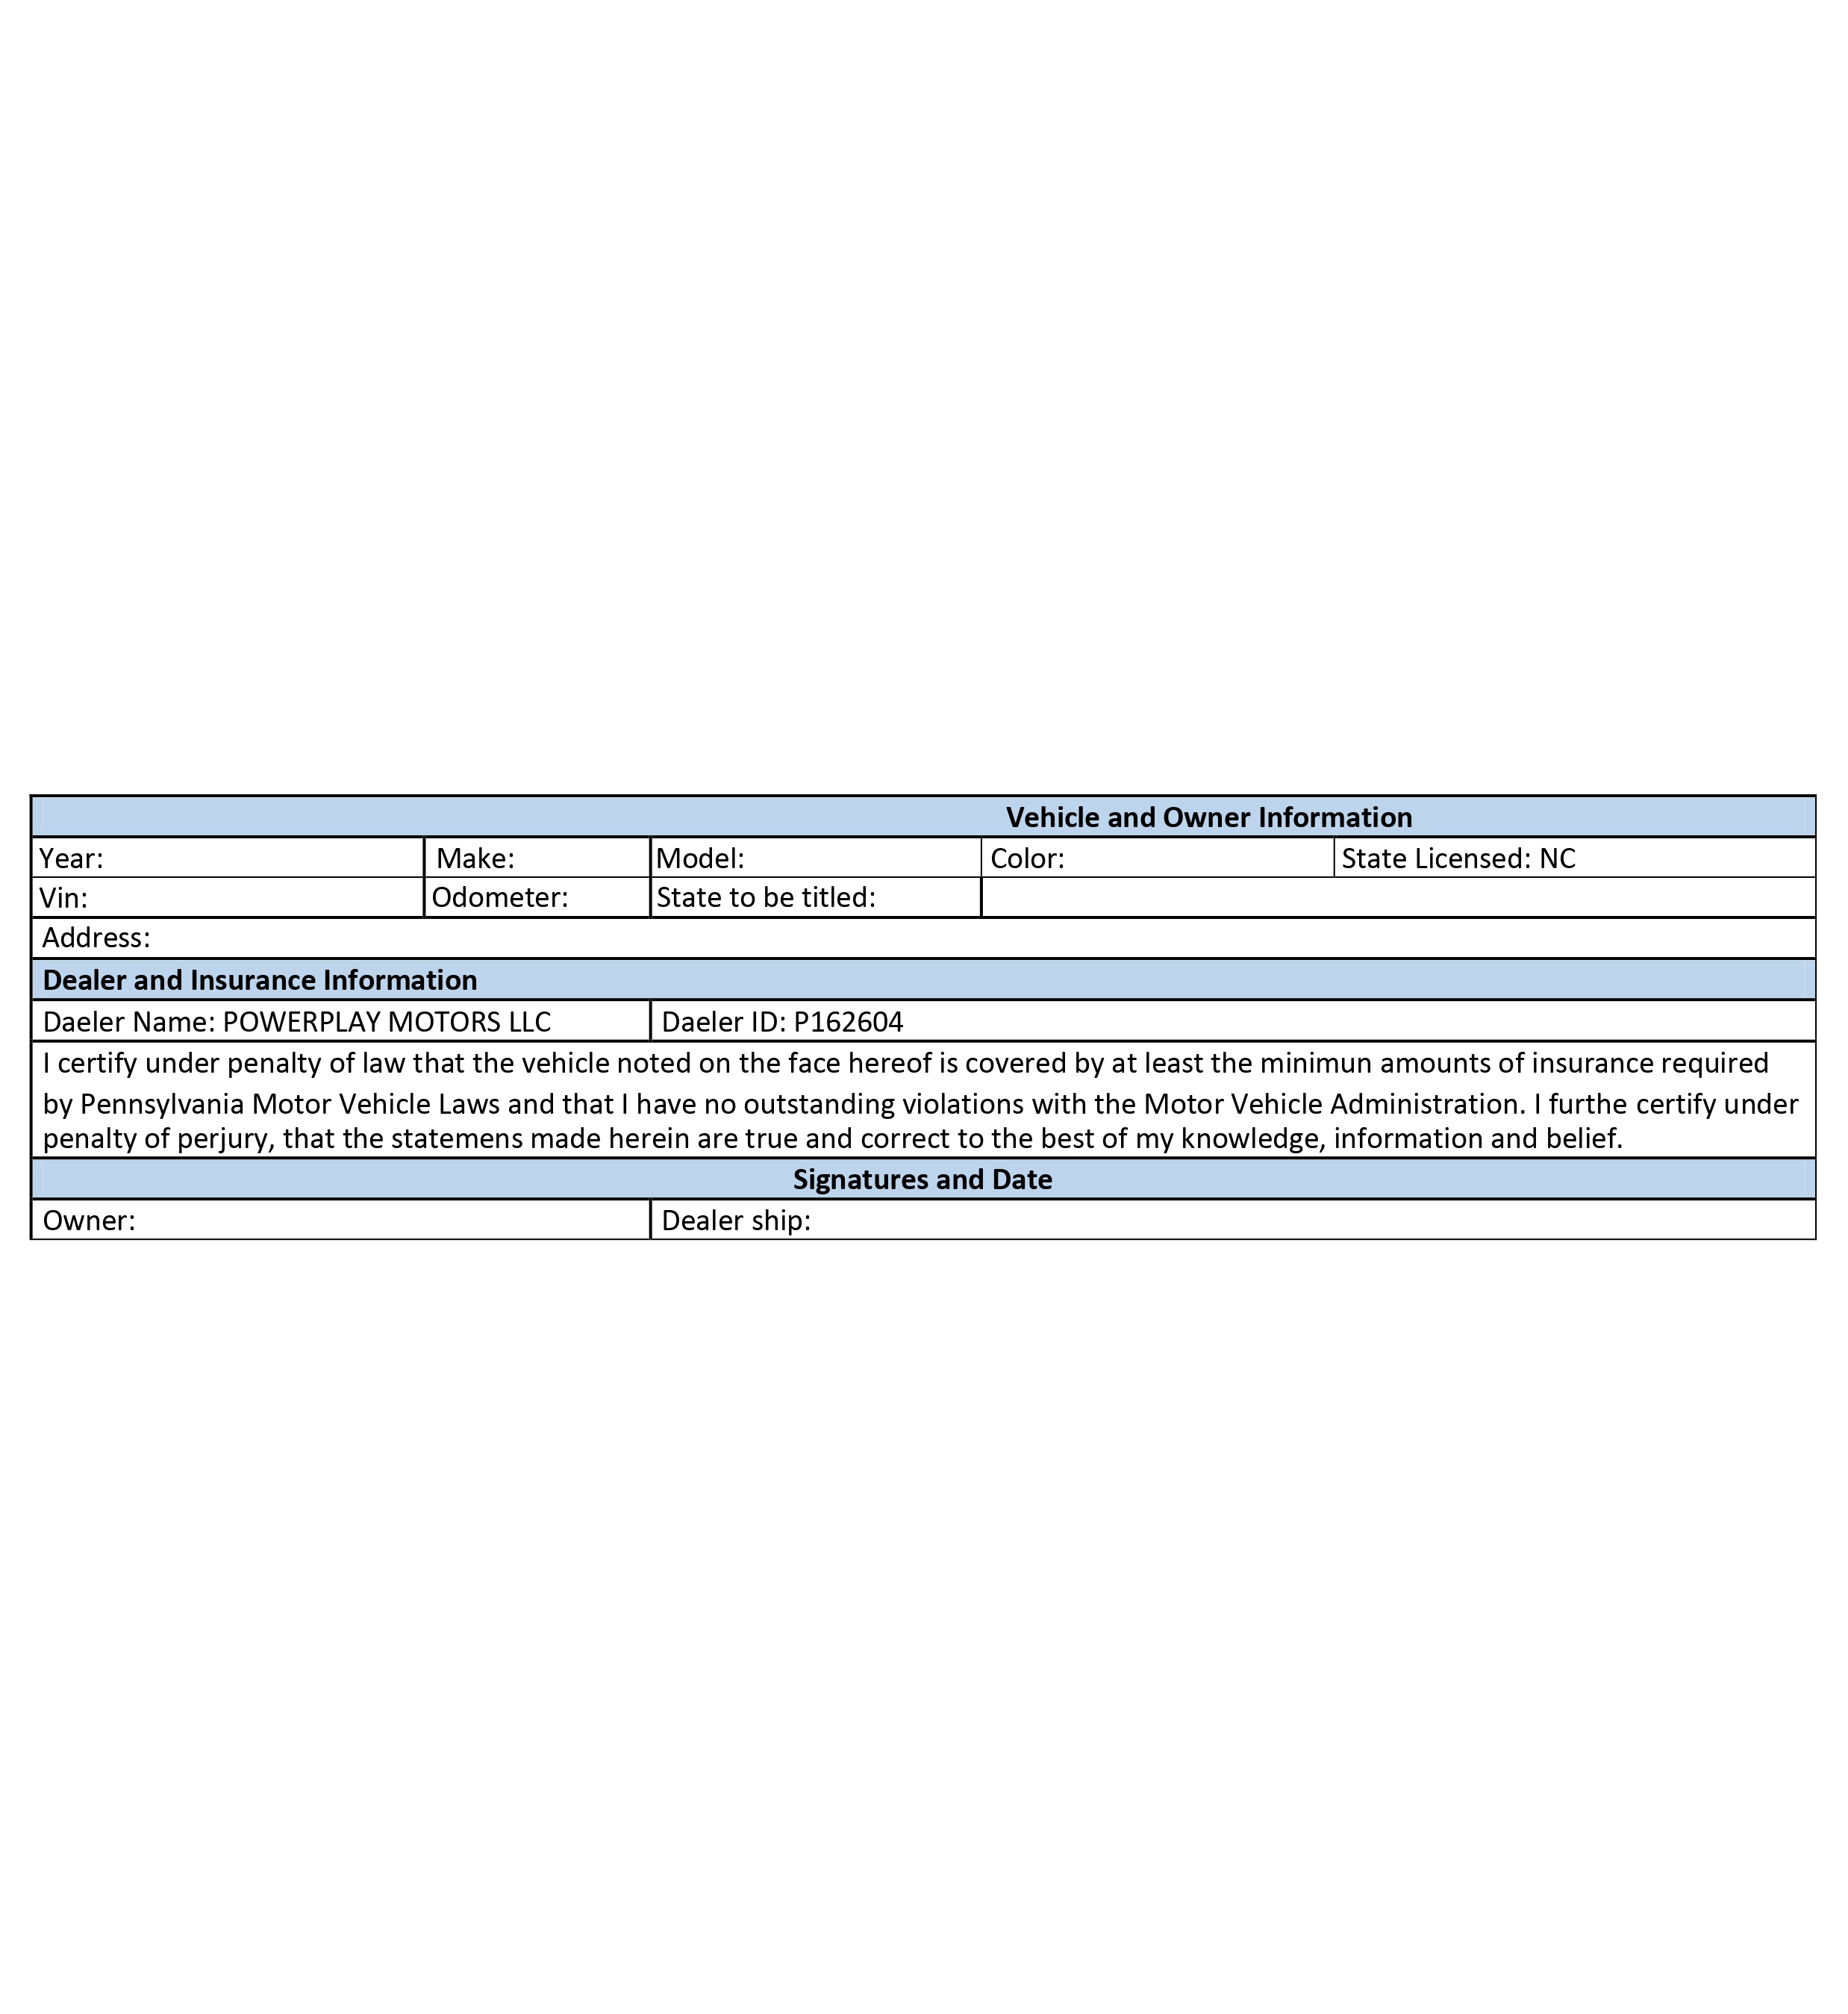 Vehicle and Owner Information
Year: Make: Model: Color: State Licensed: NC
Vin: Odometer: State to be titled:
Address:
Dealer and Insurance Information
Daeler Name: POWERPLAY MOTORS LLC Daeler ID: P162604
I certify under penalty of law that the vehicle noted on the face hereof is covered by at least the minimun amounts of insurance required
by Pennsylvania Motor Vehicle Laws and that I have no outstanding violations with the Motor Vehicle Administration. I furthe certify under
penalty of perjury, that the statemens made herein are true and correct to the best of my knowledge, information and belief.
Signatures and Date
Owner: Dealer ship: